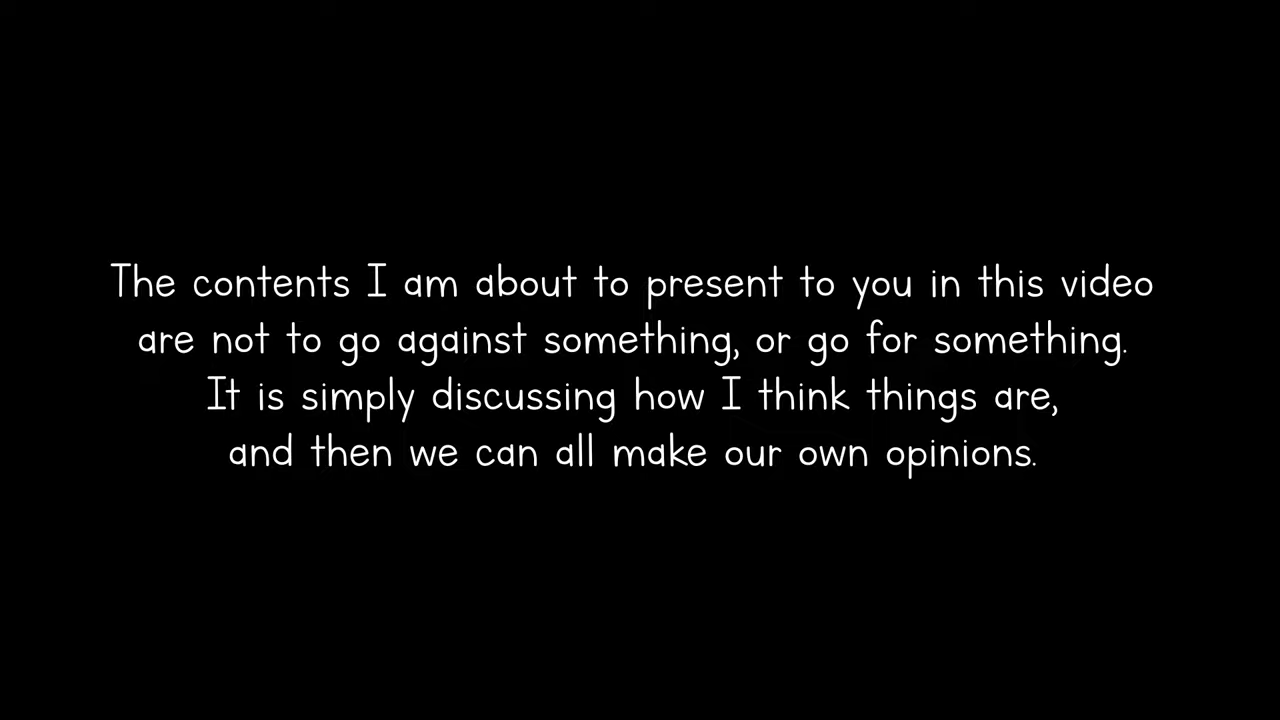 The contents I am about to present to you in this video
are not to go against something, or go for something.
It is simply discussing how I think things are,
and then we can all make our own opinions.